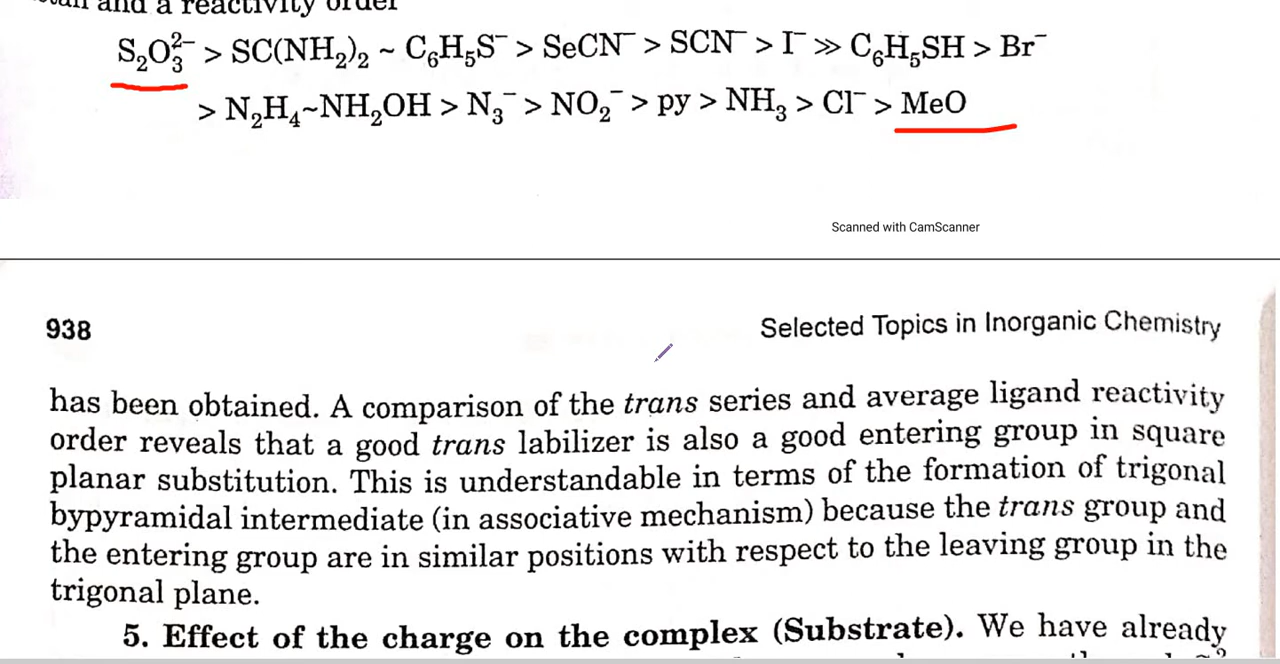 and a reactivity order
S₂O₃²⁻ > SC(NH₂)₂ ~ C₆H₅S⁻ > SeCN⁻ > SCN⁻ > I⁻ >> C₆H₅SH > Br⁻
> N₂H₄~NH₂OH > N₃⁻ > NO₂⁻ > py > NH₃ > Cl⁻ > MeO
Scanned with CamScanner
938
Selected Topics in Inorganic Chemistry
has been obtained. A comparison of the trans series and average ligand reactivity
order reveals that a good trans labilizer is also a good entering group in square
planar substitution. This is understandable in terms of the formation of trigonal
bypyramidal intermediate (in associative mechanism) because the trans group and
the entering group are in similar positions with respect to the leaving group in the
trigonal plane.
5. Effect of the charge on the complex (Substrate). We have already